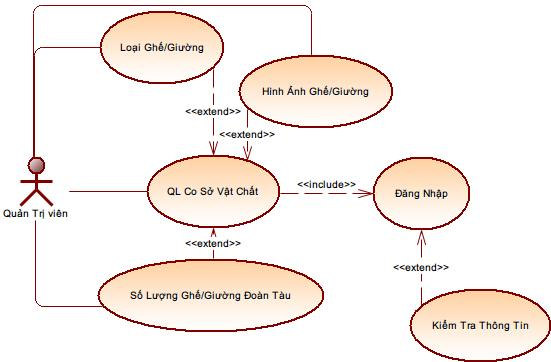 Loại Ghế/Giường
Hình Ảnh Ghế/Giường
<<extend>>
<<extend>>
QL Co Sở Vật Chất
<<include>>
Đăng Nhập
Quản Trị viên
<<extend>>
<<extend>>
Số Lượng Ghế/Giường Đoàn Tàu
Kiểm Tra Thông Tin